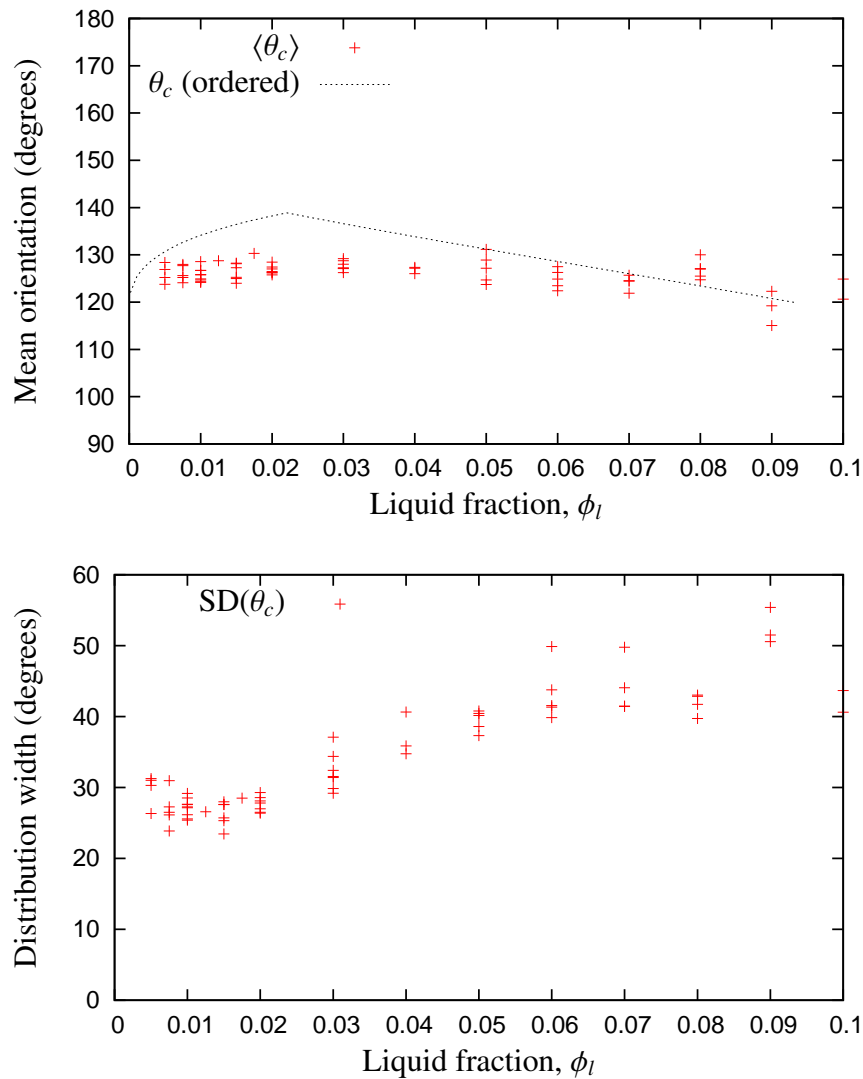 180
170
160
150
140
130
120
110
100
90
Mean orientation (degrees)
⟨θc⟩
θc (ordered)
0 0.01 0.02 0.03 0.04 0.05 0.06 0.07 0.08 0.09 0.1
Liquid fraction, ϕl
60
50
40
30
20
10
0
Distribution width (degrees)
SD(θc)
0 0.01 0.02 0.03 0.04 0.05 0.06 0.07 0.08 0.09 0.1
Liquid fraction, ϕl